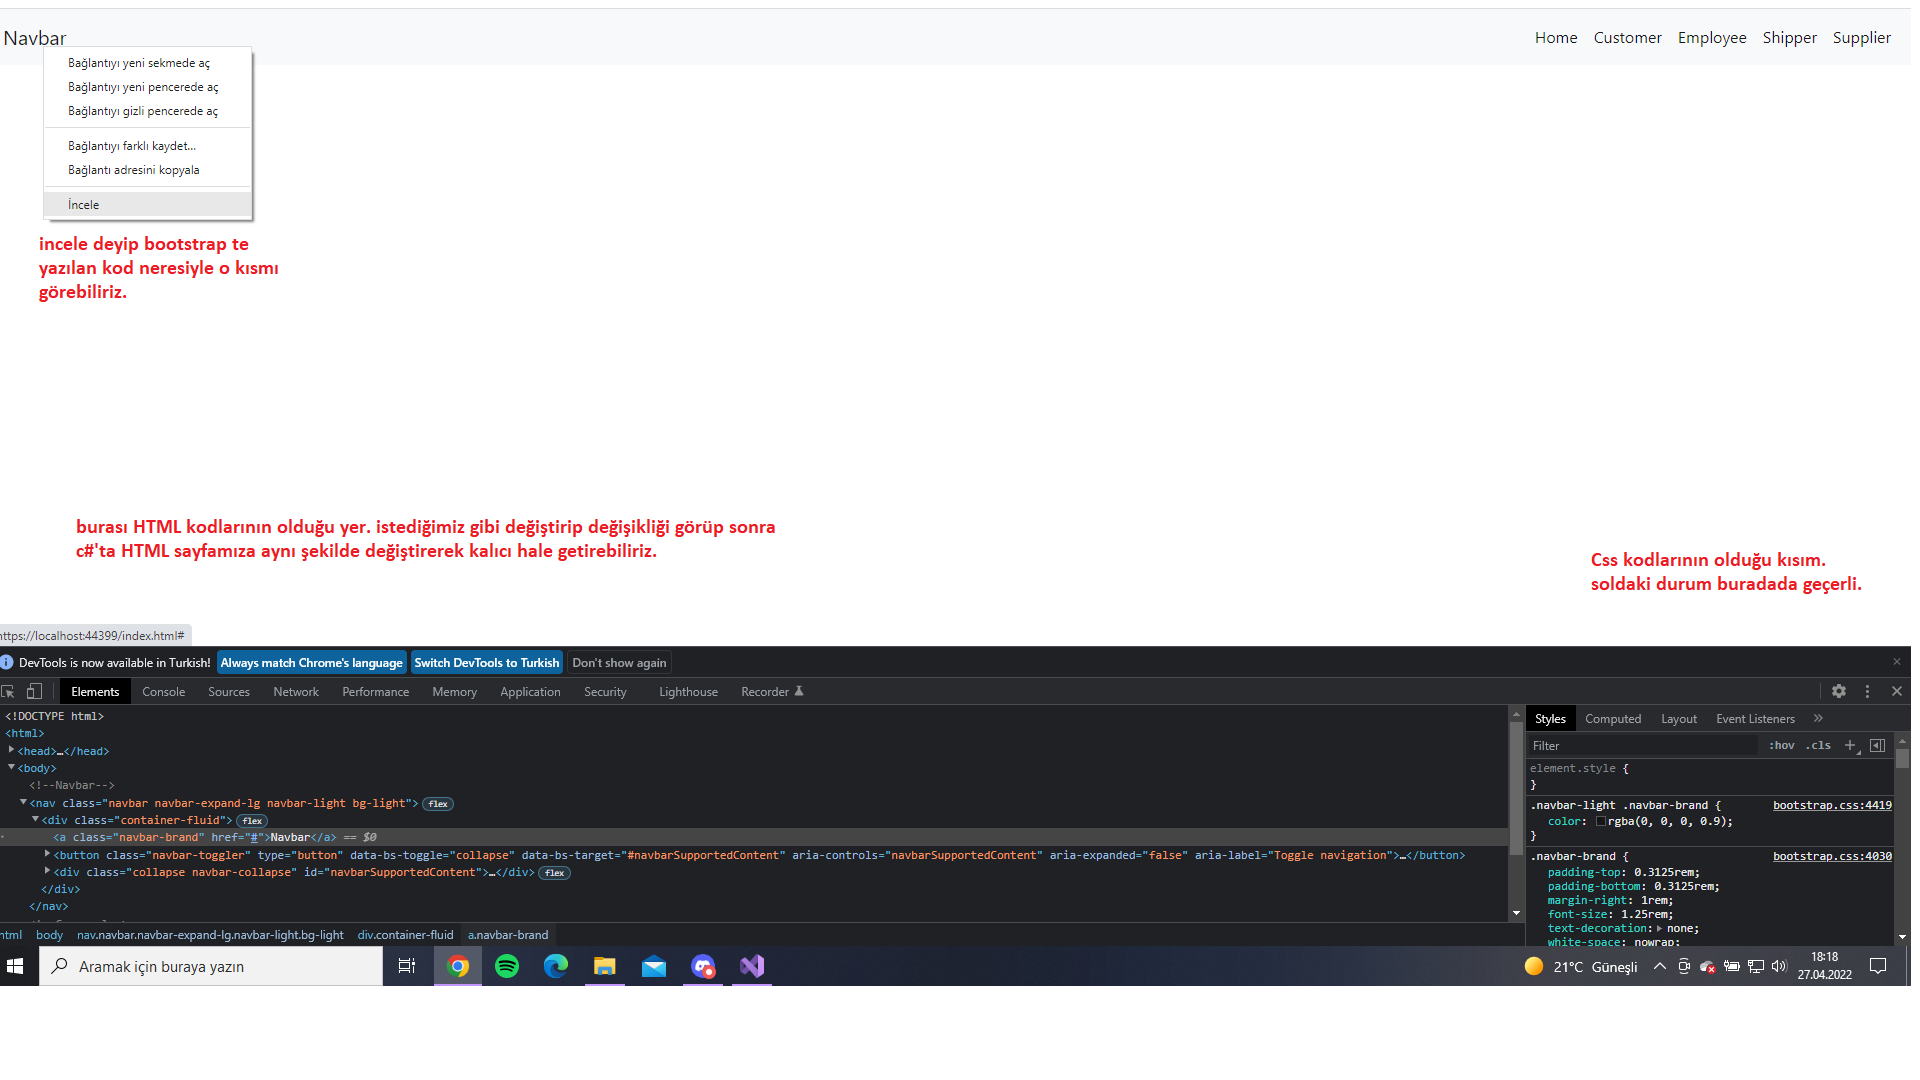 Navbar
Home Customer Employee Shipper Supplier
Bağlantıyı yeni sekmede aç
Bağlantıyı yeni pencerede aç
Bağlantıyı gizli pencerede aç
Bağlantıyı farklı kaydet...
Bağlantı adresini kopyala
İncele
incele deyip bootstrap te
yazılan kod neresiyle o kısmı
görebiliriz.
burası HTML kodlarının olduğu yer. istediğimiz gibi değiştirip değişikliği görüp sonra
c#'ta HTML sayfamıza aynı şekilde değiştirerek kalıcı hale getirebiliriz.
Css kodlarının olduğu kısım.
soldaki durum buradada geçerli.
https://localhost:44399/index.html#
DevTools is now available in Turkish! Always match Chrome's language Switch DevTools to Turkish Don't show again
Elements Console Sources Network Performance Memory Application Security Lighthouse Recorder
<!DOCTYPE html>
<html>
<head>…</head>
<body>
<!--Navbar-->
<nav class="navbar navbar-expand-lg navbar-light bg-light"> flex
<div class="container-fluid"> flex
<a class="navbar-brand" href="#">Navbar</a> == $0
<button class="navbar-toggler" type="button" data-bs-toggle="collapse" data-bs-target="#navbarSupportedContent" aria-controls="navbarSupportedContent" aria-expanded="false" aria-label="Toggle navigation">…</button>
<div class="collapse navbar-collapse" id="navbarSupportedContent">…</div> flex
</div>
</nav>
html body nav.navbar.navbar-expand-lg.navbar-light.bg-light div.container-fluid a.navbar-brand
Styles Computed Layout Event Listeners »
Filter :hov .cls +
element.style {
}
.navbar-light .navbar-brand { bootstrap.css:4419
color: rgba(0, 0, 0, 0.9);
}
.navbar-brand { bootstrap.css:4030
padding-top: 0.3125rem;
padding-bottom: 0.3125rem;
margin-right: 1rem;
font-size: 1.25rem;
text-decoration: none;
white-space: nowrap;
Aramak için buraya yazın
21°C Güneşli
18:18
27.04.2022